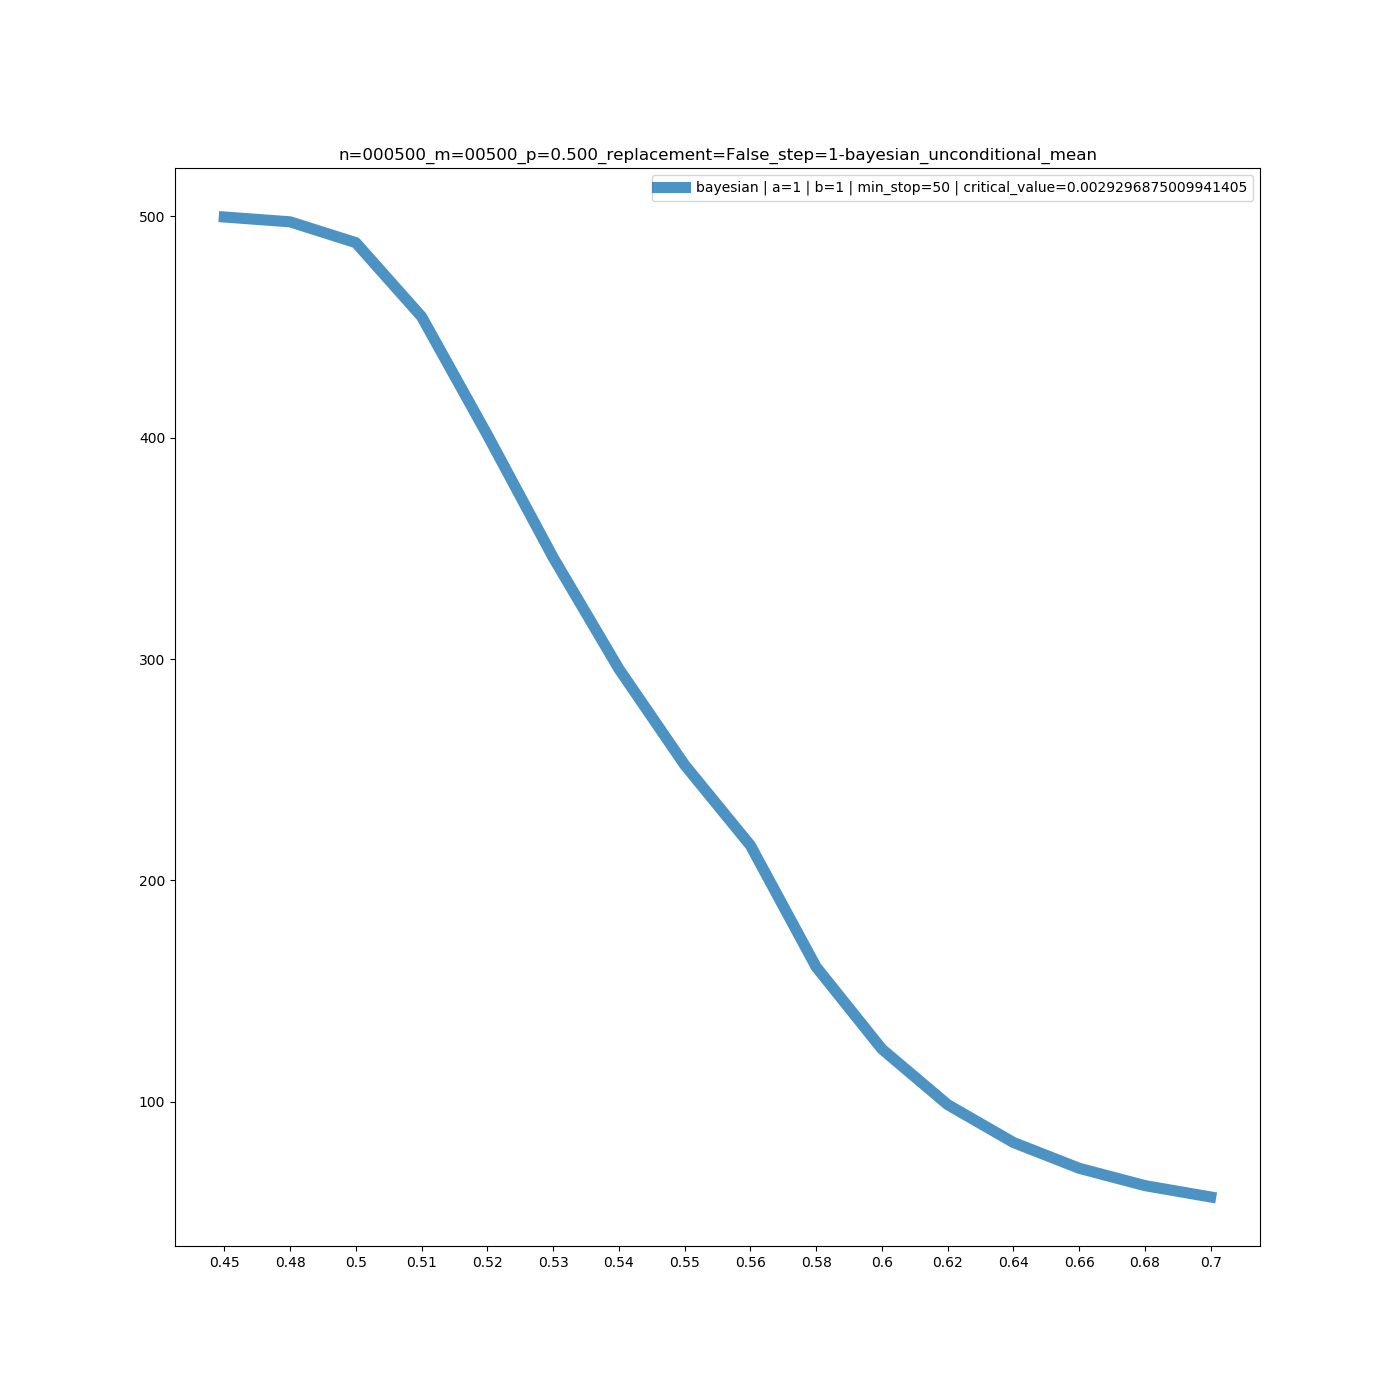 n=000500_m=00500_p=0.500_replacement=False_step=1-bayesian_unconditional_mean
bayesian | a=1 | b=1 | min_stop=50 | critical_value=0.0029296875009941405
500
400
300
200
100
0.45 0.48 0.5 0.51 0.52 0.53 0.54 0.55 0.56 0.58 0.6 0.62 0.64 0.66 0.68 0.7